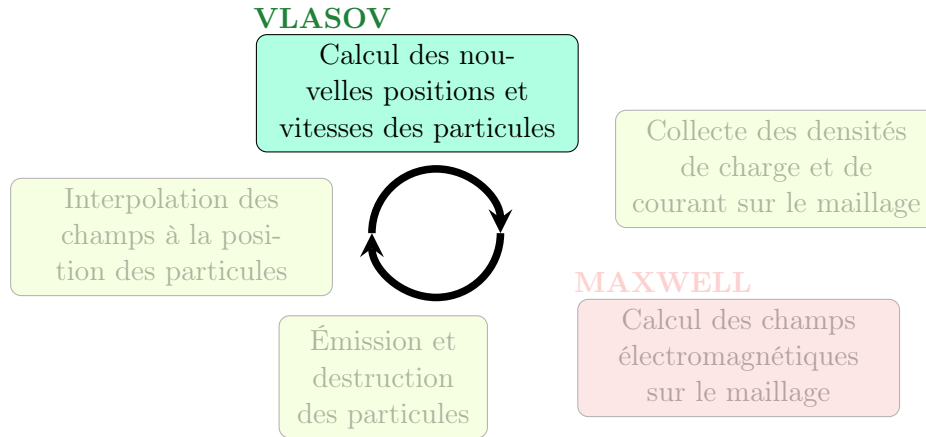 VLASOV
Calcul des nou-
velles positions et
vitesses des particules
Collecte des densités
de charge et de
courant sur le maillage
Interpolation des
champs à la posi-
tion des particules
MAXWELL
Calcul des champs
électromagnétiques
sur le maillage
Émission et
destruction
des particules